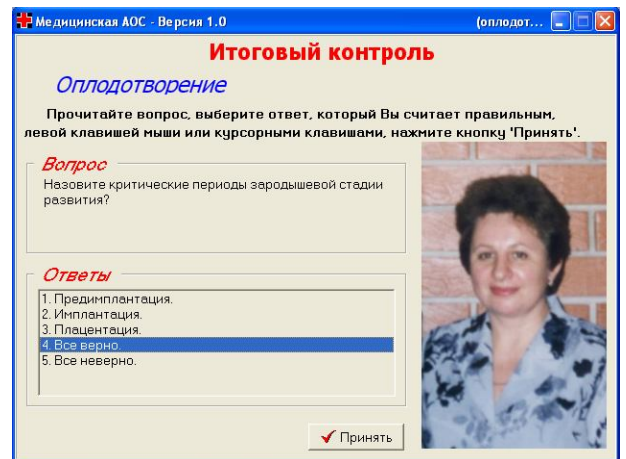 Медицинская АОС - Версия 1.0 (оплодот...
Итоговый контроль
Оплодотворение
Прочитайте вопрос, выберите ответ, который Вы считает правильным,
левой клавишей мыши или курсорными клавишами, нажмите кнопку 'Принять'.
Вопрос
Назовите критические периоды зародышевой стадии
развития?
Ответы
1. Предимплантация.
2. Имплантация.
3. Плацентация.
4. Все верно.
5. Все неверно.
Принять